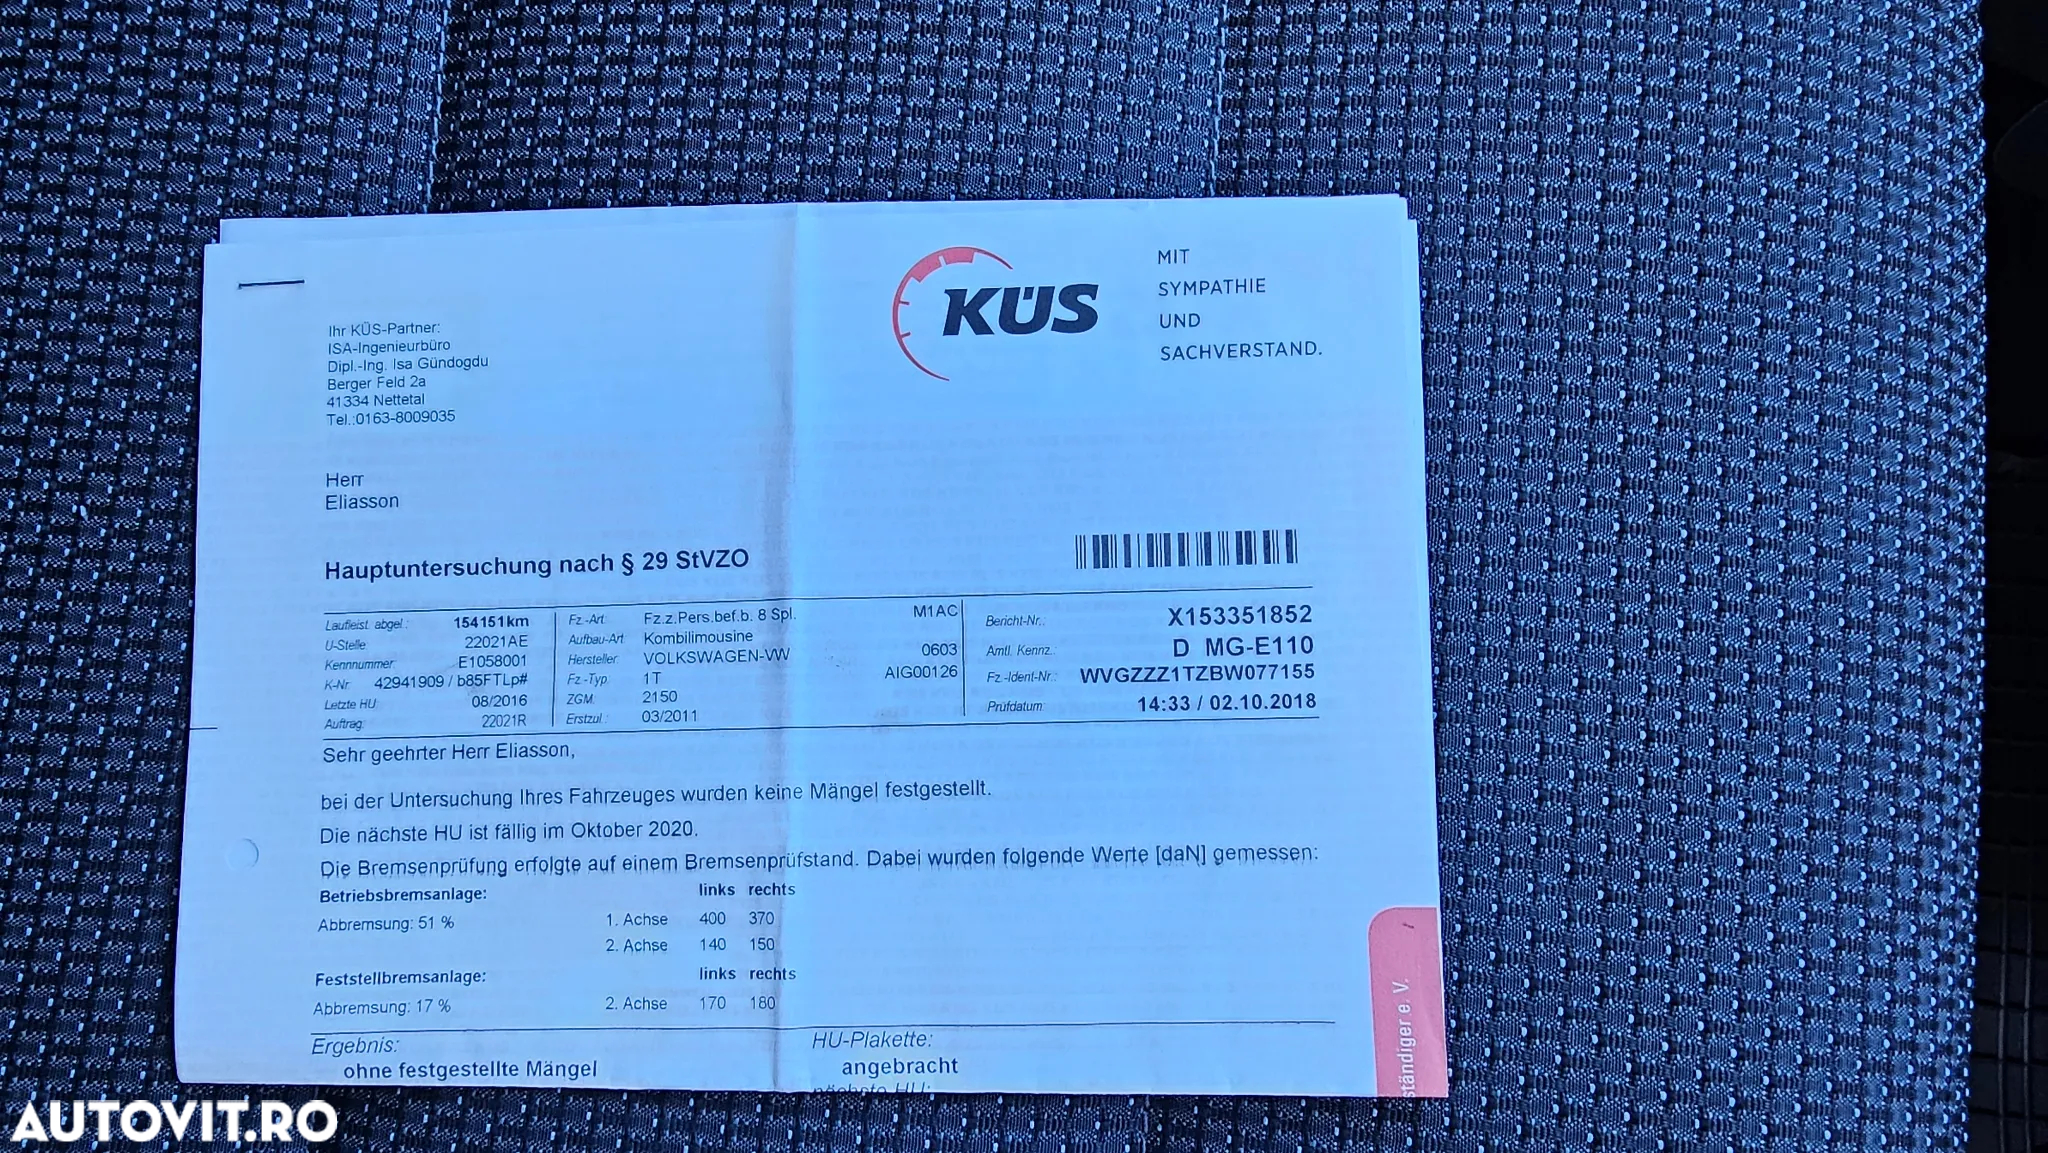 KÜS
MIT
SYMPATHIE
UND
SACHVERSTAND.
Ihr KÜS-Partner:
ISA-Ingenieurbüro
Dipl.-Ing. Isa Gündogdu
Berger Feld 2a
41334 Nettetal
Tel.:0163-8009035
Herr
Eliasson
Hauptuntersuchung nach § 29 StVZO
Laufleist. abgel.: 154151km Fz.-Art: Fz.z.Pers.bef.b. 8 Spl. M1AC Bericht-Nr.: X153351852
U-Stelle: 22021AE Aufbau-Art: Kombilimousine
Kennnummer: E1058001 Hersteller: VOLKSWAGEN-VW 0603 Amtl. Kennz.: D MG-E110
K-Nr: 42941909 / b85FTLp# Fz.-Typ: 1T AIG00126 Fz.-Ident-Nr.: WVGZZZ1TZBW077155
Letzte HU: 08/2016 ZGM: 2150
Auftrag: 22021R Erstzul.: 03/2011 Prüfdatum: 14:33 / 02.10.2018
Sehr geehrter Herr Eliasson,
bei der Untersuchung Ihres Fahrzeuges wurden keine Mängel festgestellt.
Die nächste HU ist fällig im Oktober 2020.
Die Bremsenprüfung erfolgte auf einem Bremsenprüfstand. Dabei wurden folgende Werte [daN] gemessen:
Betriebsbremsanlage: links rechts
Abbremsung: 51 % 1. Achse 400 370
2. Achse 140 150
Feststellbremsanlage: links rechts
Abbremsung: 17 % 2. Achse 170 180
Ergebnis: HU-Plakette:
ohne festgestellte Mängel angebracht
nächste HU:
ständiger e. V.
AUTOVIT.RO